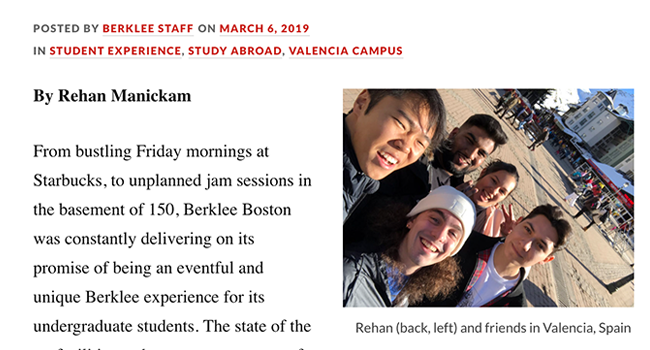 POSTED BY BERKLEE STAFF ON MARCH 6, 2019
IN STUDENT EXPERIENCE, STUDY ABROAD, VALENCIA CAMPUS
By Rehan Manickam
From bustling Friday mornings at
Starbucks, to unplanned jam sessions in
the basement of 150, Berklee Boston
was constantly delivering on its
promise of being an eventful and
unique Berklee experience for its
undergraduate students. The state of the
Rehan (back, left) and friends in Valencia, Spain